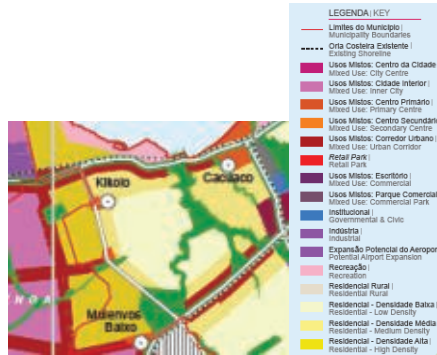 LEGENDA | KEY
Limites do Município |
Municipality Boundaries
Orla Costeira Existente |
Existing Shoreline
Usos Mistos: Centro da Cidade
Mixed Use: City Centre
Usos Mistos: Cidade Interior |
Mixed Use: Inner City
Usos Mistos: Centro Primário |
Mixed Use: Primary Centre
Usos Mistos: Centro Secundári
Mixed Use: Secondary Centre
Usos Mistos: Corredor Urbano |
Mixed Use: Urban Corridor
Retail Park |
Retail Park
Usos Mistos: Escritório |
Mixed Use: Commercial
Usos Mistos: Parque Comercial
Mixed Use: Commercial Park
Institucional |
Governmental & Civic
Indústria |
Industrial
Expansão Potencial do Aeropor
Potential Airport Expansion
Recreação |
Recreation
Residencial Rural |
Residential Rural
Residencial - Densidade Baixa |
Residential - Low Density
Residencial - Densidade Média
Residential - Medium Density
Residencial - Densidade Alta |
Residential - High Density
Kikolo
Cacuaco
NGA
Mulenvos
Baixo